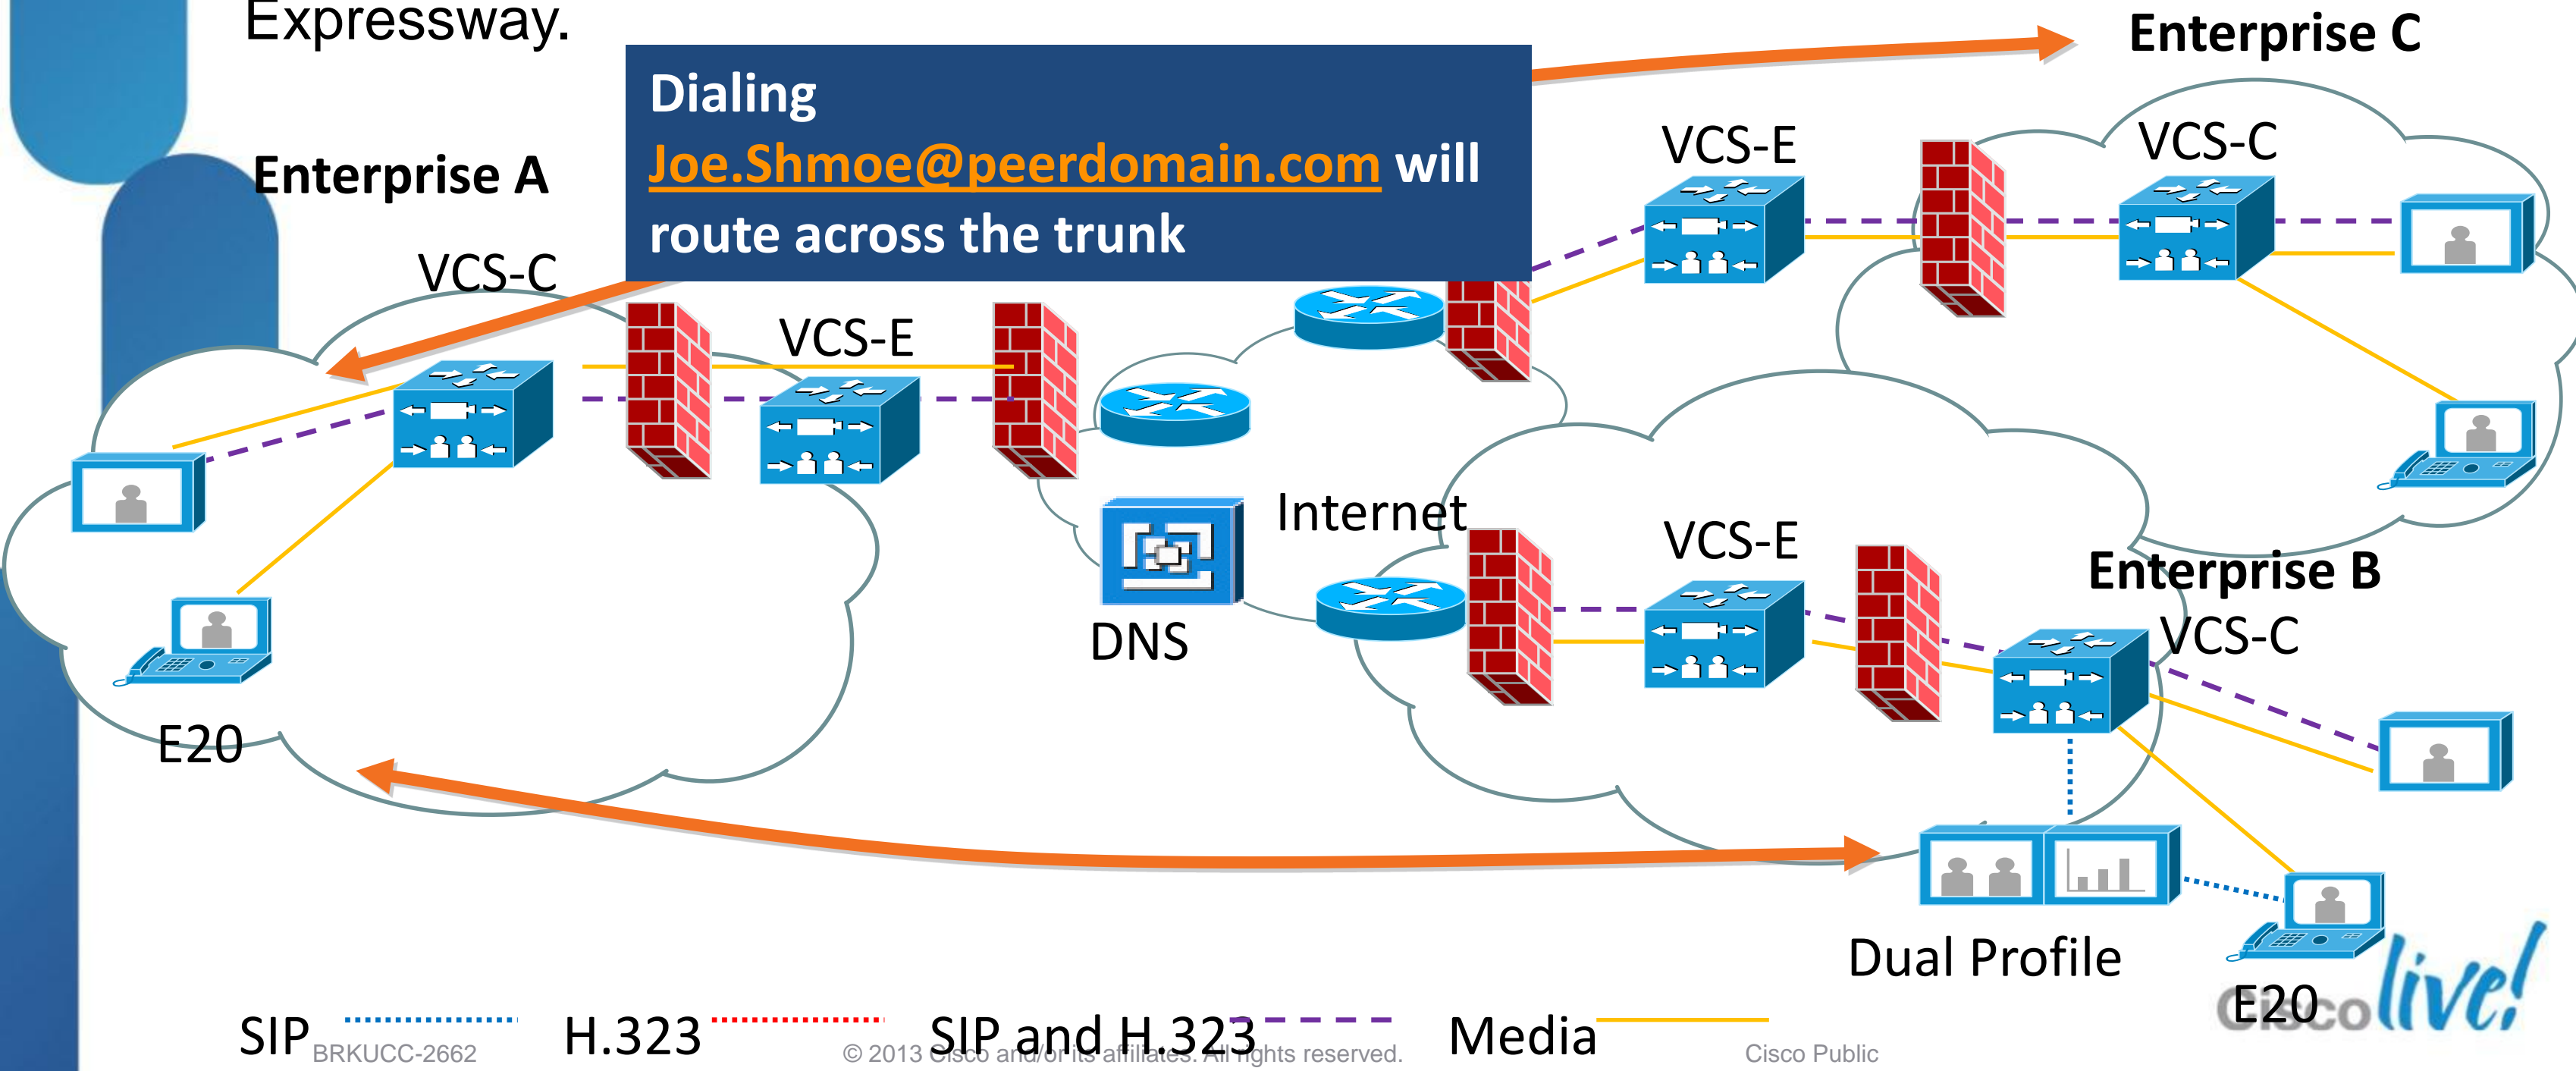 Expressway.
Enterprise C
Dialing
Joe.Shmoe@peerdomain.com will
route across the trunk
VCS-E
VCS-C
Enterprise A
VCS-C
VCS-E
Internet
VCS-E
Enterprise B
VCS-C
DNS
E20
Dual Profile
E20
SIP
H.323
SIP and H.323
Media
BRKUCC-2662
© 2013 Cisco and/or its affiliates. All rights reserved.
Cisco Public
Cisco live!